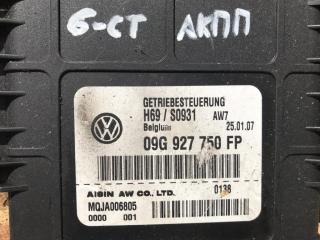 6-СТ АКПП
GETRIEBESTEUERUNG
H69 / S0931 AW7
Belgium 25.01.07
09G 927 750 FP
AISIN AW CO., LTD. 0138
MQJA006805
0000 001